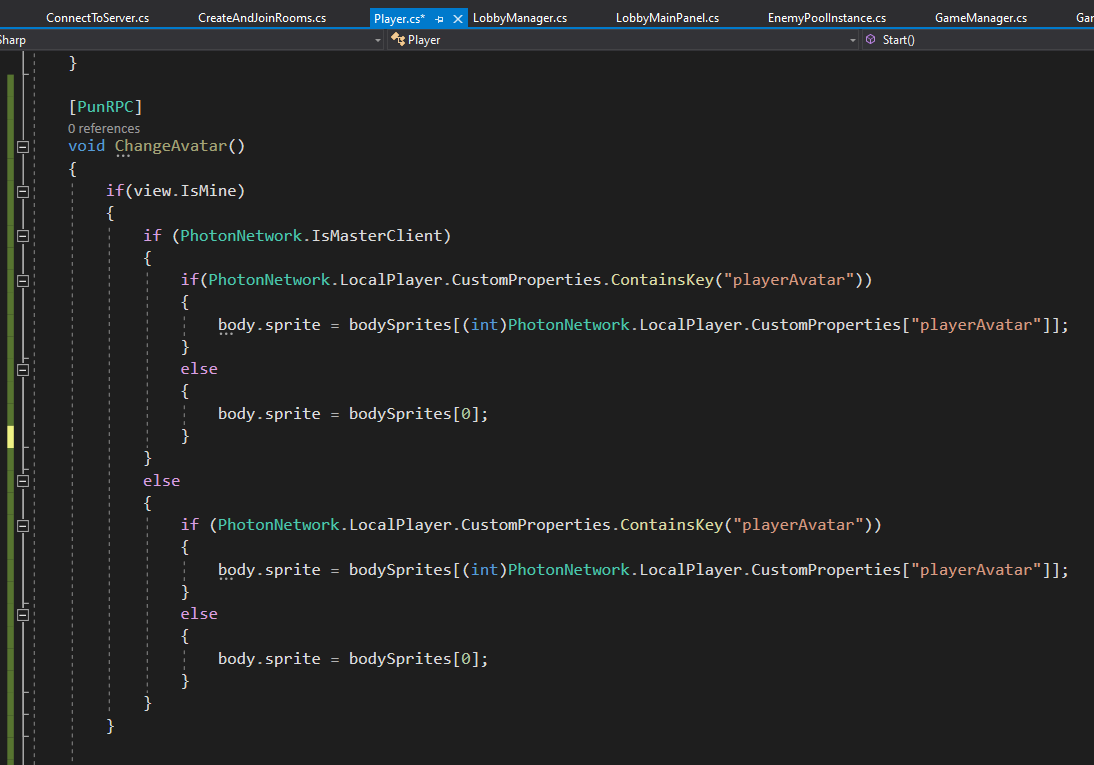 ConnectToServer.cs CreateAndJoinRooms.cs Player.cs* LobbyManager.cs LobbyMainPanel.cs EnemyPoolInstance.cs GameManager.cs Gar
Sharp Player Start()
}
[PunRPC]
0 references
void ChangeAvatar()
{
if(view.IsMine)
{
if (PhotonNetwork.IsMasterClient)
{
if(PhotonNetwork.LocalPlayer.CustomProperties.ContainsKey("playerAvatar"))
{
body.sprite = bodySprites[(int)PhotonNetwork.LocalPlayer.CustomProperties["playerAvatar"]];
}
else
{
body.sprite = bodySprites[0];
}
}
else
{
if (PhotonNetwork.LocalPlayer.CustomProperties.ContainsKey("playerAvatar"))
{
body.sprite = bodySprites[(int)PhotonNetwork.LocalPlayer.CustomProperties["playerAvatar"]];
}
else
{
body.sprite = bodySprites[0];
}
}
}